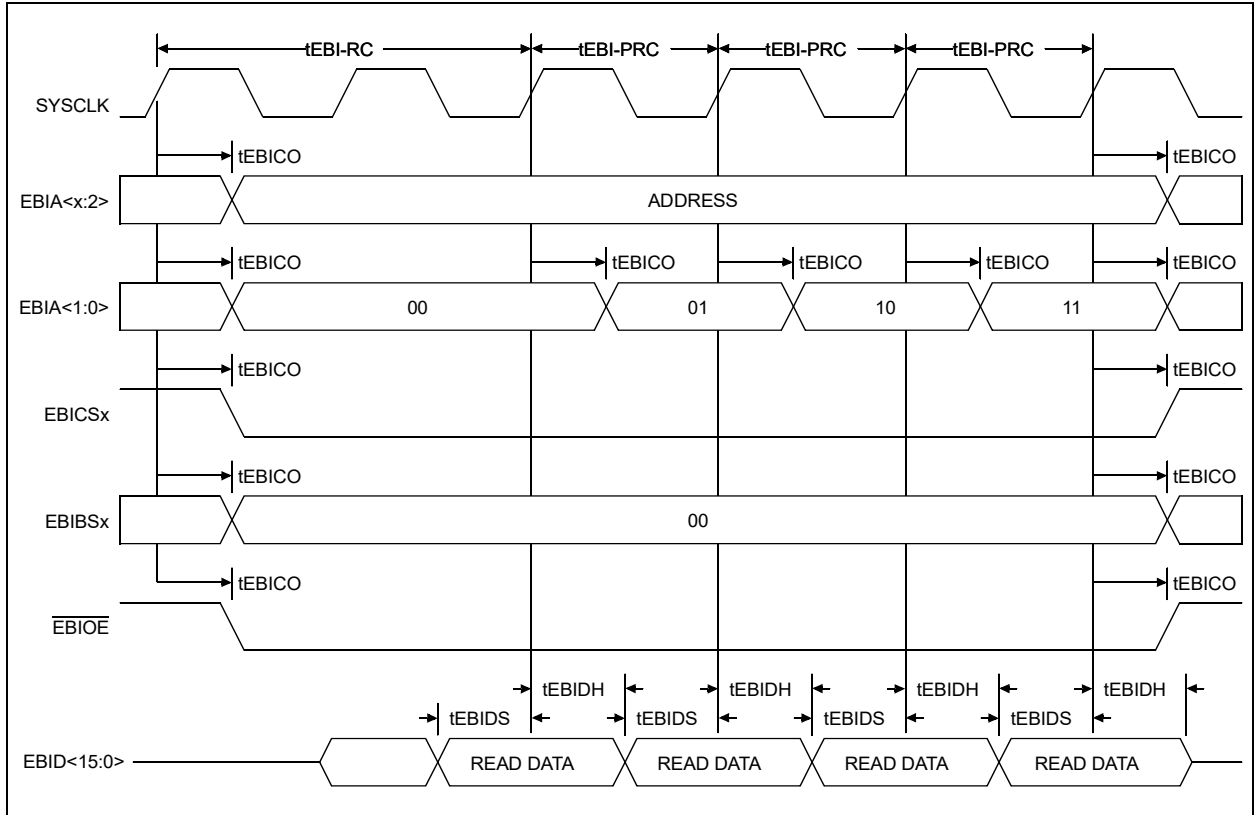 tEBI-RC tEBI-PRC tEBI-PRC tEBI-PRC
SYSCLK
tEBICO tEBICO
EBIA<x:2> ADDRESS
tEBICO tEBICO tEBICO tEBICO tEBICO
EBIA<1:0> 00 01 10 11
tEBICO tEBICO
EBICSx
tEBICO tEBICO
EBIBSx 00
tEBICO tEBICO
EBIOE
tEBIDH tEBIDH tEBIDH tEBIDH
tEBIDS tEBIDS tEBIDS tEBIDS
EBID<15:0> READ DATA READ DATA READ DATA READ DATA